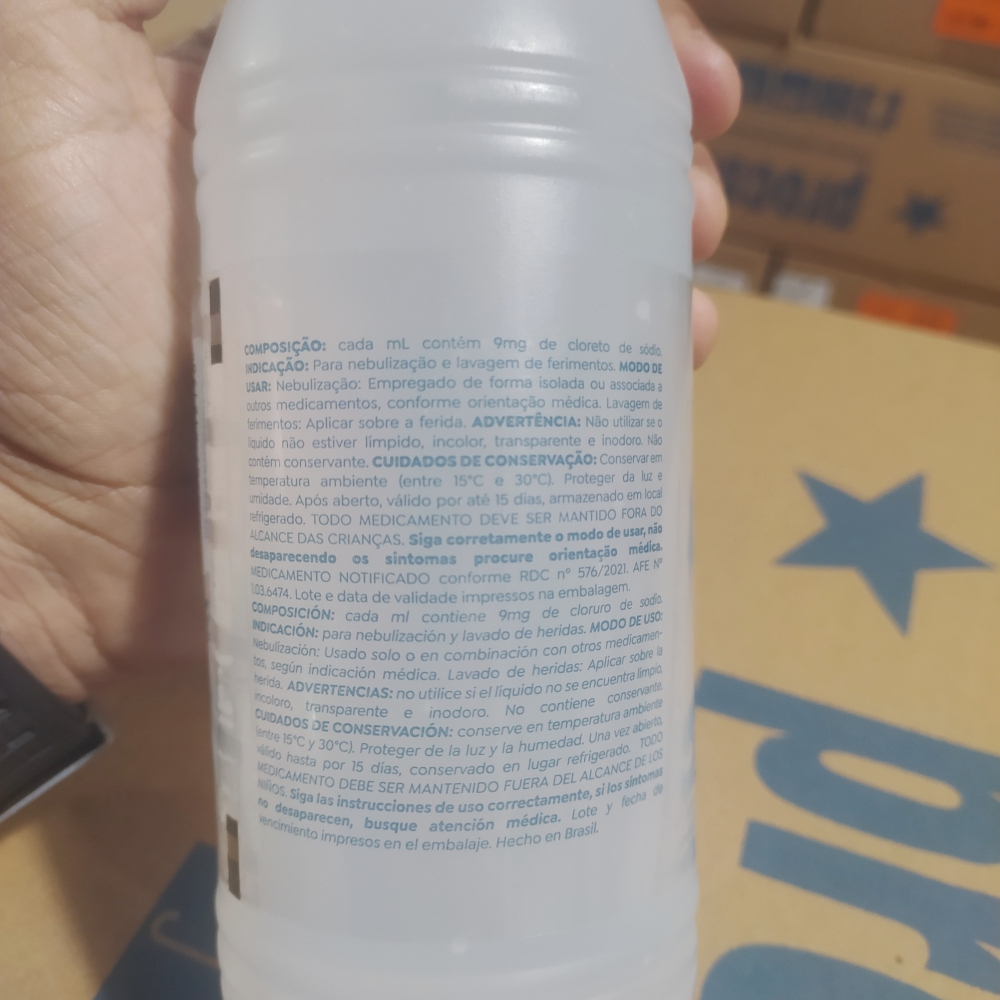 COMPOSIÇÃO: cada mL contém 9mg de cloreto de sódio.
INDICAÇÃO: Para nebulização e lavagem de ferimentos. MODO DE
USAR: Nebulização: Empregado de forma isolada ou associada a
outros medicamentos, conforme orientação médica. Lavagem de
ferimentos: Aplicar sobre a ferida. ADVERTÊNCIA: Não utilizar se o
líquido não estiver límpido, incolor, transparente e inodoro. Não
contém conservante. CUIDADOS DE CONSERVAÇÃO: Conservar em
temperatura ambiente (entre 15°C e 30°C). Proteger da luz e
umidade. Após aberto, válido por até 15 dias, armazenado em local
refrigerado. TODO MEDICAMENTO DEVE SER MANTIDO FORA DO
ALCANCE DAS CRIANÇAS. Siga corretamente o modo de usar, não
desaparecendo os sintomas procure orientação médica.
MEDICAMENTO NOTIFICADO conforme RDC nº 576/2021. AFE Nº
1.03.6474. Lote e data de validade impressos na embalagem.
COMPOSICIÓN: cada ml contiene 9mg de cloruro de sodio.
INDICACIÓN: para nebulización y lavado de heridas. MODO DE USO:
Nebulización: Usado solo o en combinación con otros medicamen-
tos, según indicación médica. Lavado de heridas: Aplicar sobre la
herida. ADVERTENCIAS: no utilice si el líquido no se encuentra limpio,
incoloro, transparente e inodoro. No contiene conservante.
CUIDADOS DE CONSERVACIÓN: conserve en temperatura ambiente
(entre 15°C y 30°C). Proteger de la luz y la humedad. Una vez abierto,
válido hasta por 15 días, conservado en lugar refrigerado. TODO
MEDICAMENTO DEBE SER MANTENIDO FUERA DEL ALCANCE DE LOS
NIÑOS. Siga las instrucciones de uso correctamente, si los síntomas
no desaparecen, busque atención médica. Lote y fecha de
vencimiento impresos en el embalaje. Hecho en Brasil.